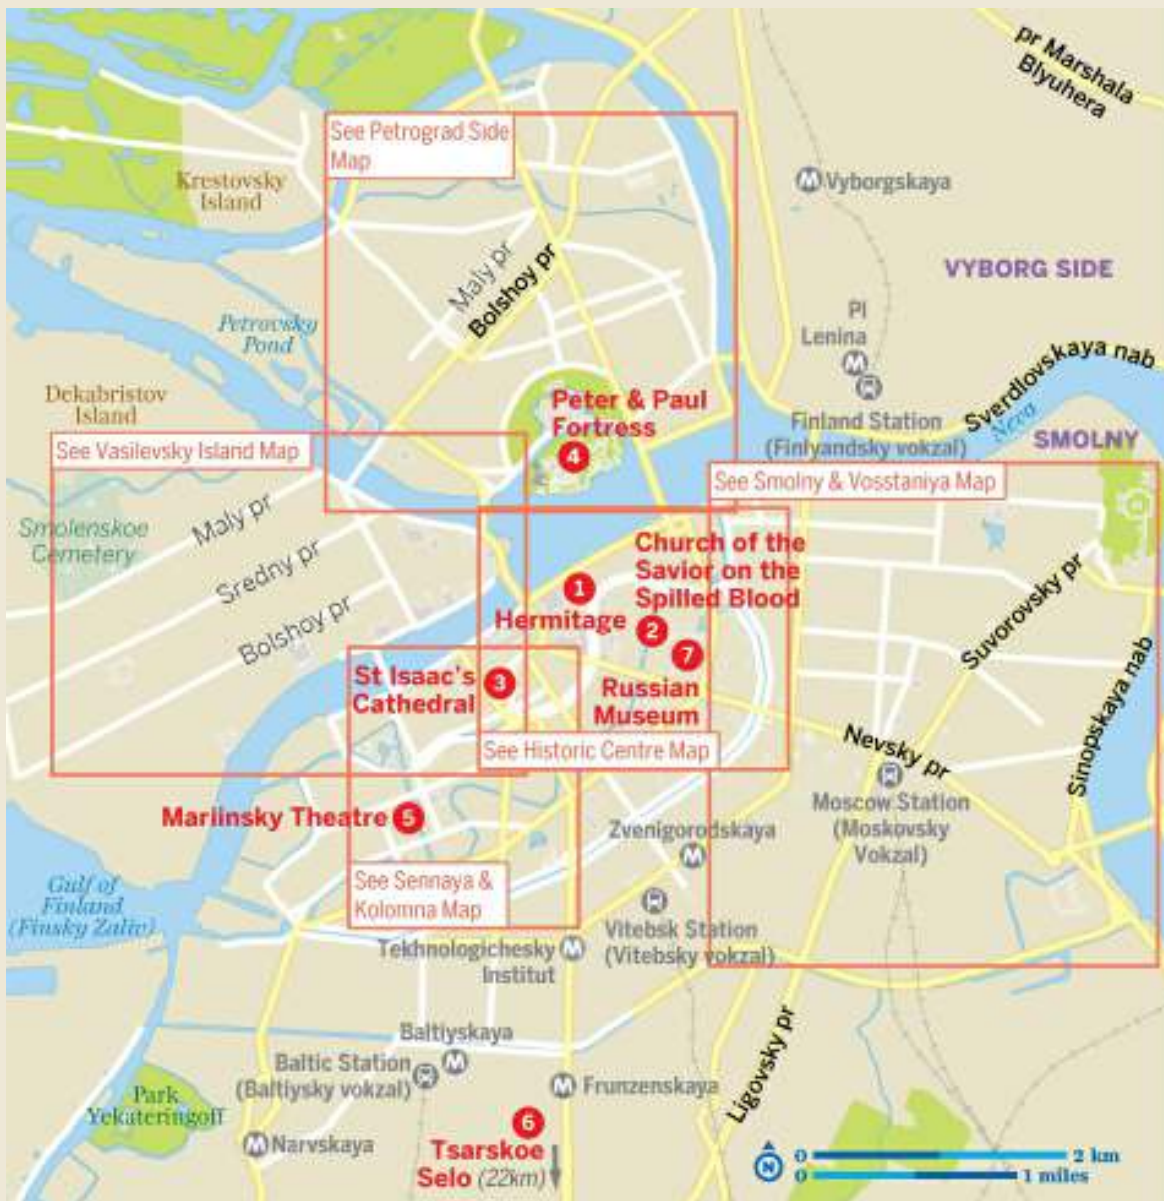 pr Marshala
Blyuhera
See Petrograd Side
Map
Krestovsky
Island
Vyborgskaya
VYBORG SIDE
Maly pr
Bolshoy pr
Petrovsky
Pond
Pl
Lenina
Sverdlovskaya nab
Neva
Dekabristov
Island
Peter & Paul
Fortress
4
Finland Station
(Finlyandsky vokzal)
SMOLNY
See Vasilevsky Island Map
See Smolny & Vosstaniya Map
Smolenskoe
Cemetery
Maly pr
Sredny pr
Bolshoy pr
Church of the
Savior on the
Spilled Blood
1
Hermitage
2
7
Russian
Museum
Suvorovsky pr
St Isaac's
Cathedral
3
See Historic Centre Map
Nevsky pr
Sinopskaya nab
Moscow Station
(Moskovsky
Vokzal)
Mariinsky Theatre
5
Zvenigorodskaya
See Sennaya &
Kolomna Map
Gulf of
Finland
(Finsky Zaliv)
Vitebsk Station
(Vitebsky vokzal)
Tekhnologichesky
Institut
Baltiyskaya
Baltic Station
(Baltiysky vokzal)
Frunzenskaya
Ligovsky pr
Park
Yekateringoff
Narvskaya
6
Tsarskoe
Selo (22km)
N
0 2 km
0 1 miles